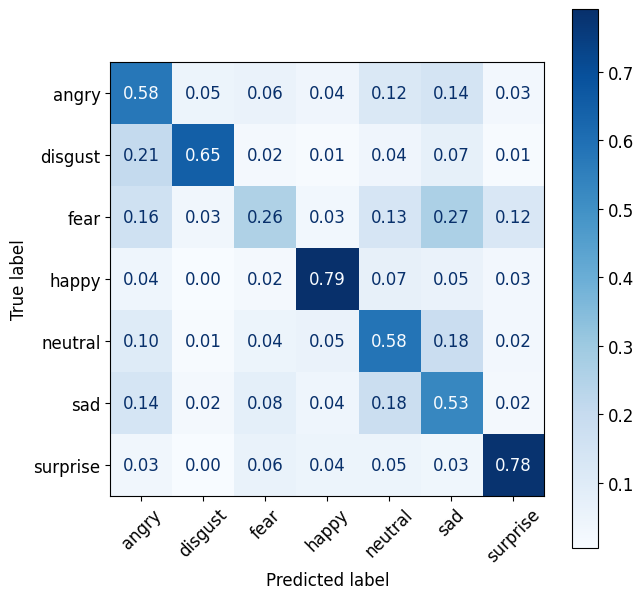 angry 0.58 0.05 0.06 0.04 0.12 0.14 0.03
disgust 0.21 0.65 0.02 0.01 0.04 0.07 0.01
fear 0.16 0.03 0.26 0.03 0.13 0.27 0.12
happy 0.04 0.00 0.02 0.79 0.07 0.05 0.03
neutral 0.10 0.01 0.04 0.05 0.58 0.18 0.02
sad 0.14 0.02 0.08 0.04 0.18 0.53 0.02
surprise 0.03 0.00 0.06 0.04 0.05 0.03 0.78
angry disgust fear happy neutral sad surprise
Predicted label
True label
0.7
0.6
0.5
0.4
0.3
0.2
0.1